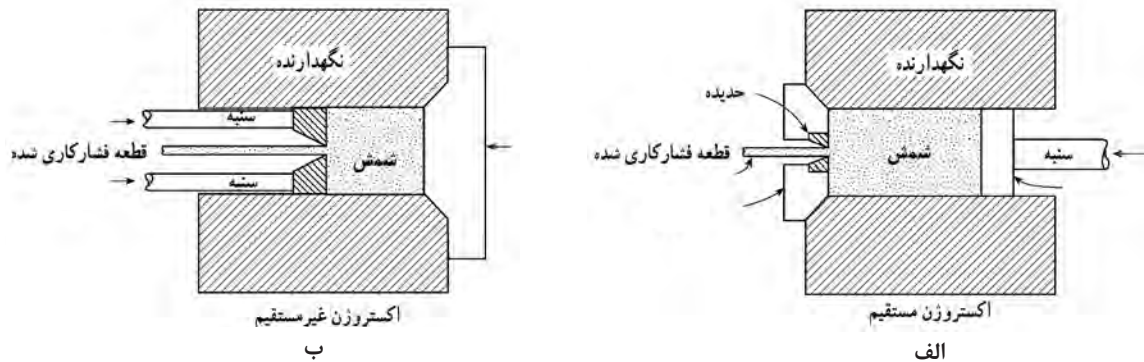 نگهدارنده
حدیده
شمش
سنبه
قطعه فشارکاری شده
اکستروژن مستقیم
الف
نگهدارنده
سنبه
قطعه فشارکاری شده
شمش
سنبه
اکستروژن غیرمستقیم
ب